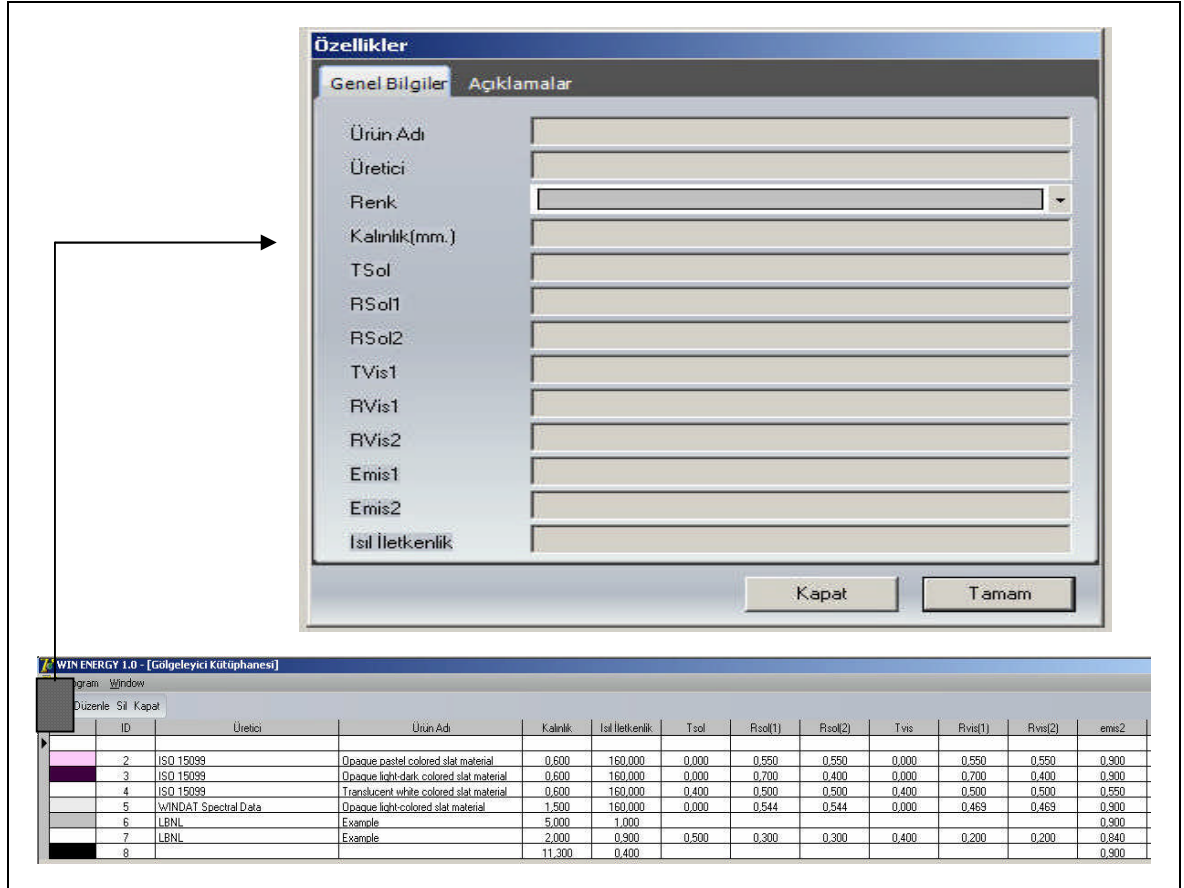 Özellikler
Genel Bilgiler Açıklamalar
Ürün Adı
Üretici
Renk
Kalınlık(mm.)
TSol
RSol1
RSol2
TVis1
RVis1
RVis2
Emis1
Emis2
Isıl İletkenlik
Kapat Tamam
WIN ENERGY 1.0 - [Gölgeleyici Kütüphanesi]
Window
Düzenle Sil Kapat
ID Üretici Ürün Adı Kalınlık Isıl İletkenlik Tsol Rsol(1) Rsol(2) Tvis Rvis(1) Rvis(2) emis2
2 ISO 15099 Opaque pastel colored slat material 0,600 160,000 0,000 0,550 0,550 0,000 0,550 0,550 0,900
3 ISO 15099 Opaque light-dark colored slat material 0,600 160,000 0,000 0,700 0,400 0,000 0,700 0,400 0,900
4 ISO 15099 Translucent white colored slat material 0,600 160,000 0,400 0,500 0,500 0,400 0,500 0,500 0,550
5 WINDAT Spectral Data Opaque light-colored slat material 1,500 160,000 0,000 0,544 0,544 0,000 0,469 0,469 0,900
6 LBNL Example 5,000 1,000 0,900
7 LBNL Example 2,000 0,900 0,500 0,300 0,300 0,400 0,200 0,200 0,840
8 11,300 0,400 0,900